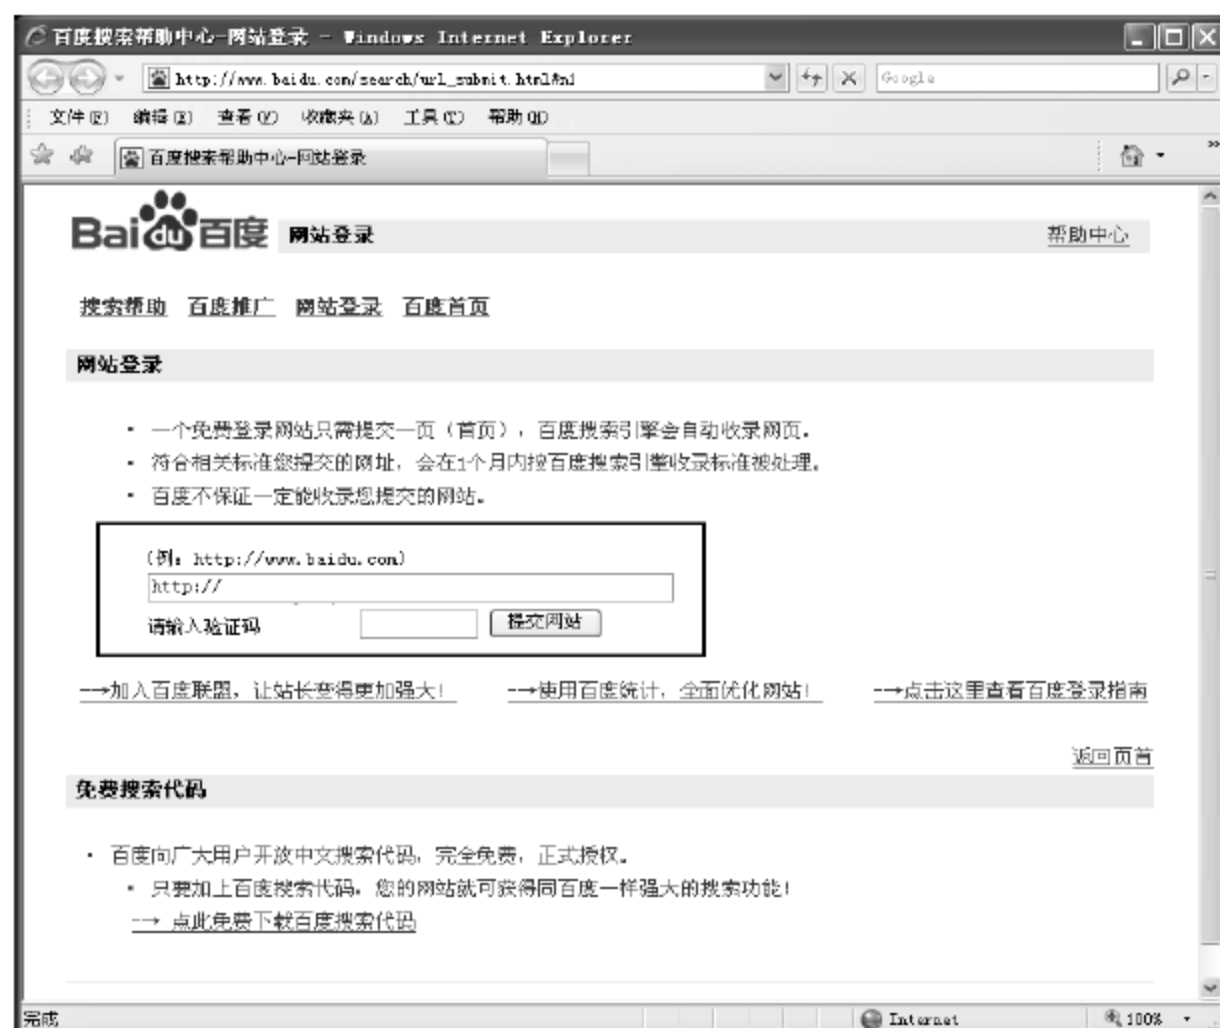 百度搜索帮助中心-网站登录 - Windows Internet Explorer
http://www.baidu.com/search/url_submit.html#n1
Google
文件(F) 编辑(E) 查看(V) 收藏夹(A) 工具(T) 帮助(H)
百度搜索帮助中心-网站登录
Bai du 百度 网站登录 帮助中心
搜索帮助 百度推广 网站登录 百度首页
网站登录
· 一个免费登录网站只需提交一页（首页），百度搜索引擎会自动收录网页。
· 符合相关标准您提交的网址，会在1个月内按百度搜索引擎收录标准被处理。
· 百度不保证一定能收录您提交的网站。
(例：http://www.baidu.com)
http://
请输入验证码 提交网站
-→加入百度联盟，让站长变得更加强大！ -→使用百度统计，全面优化网站！ -→点击这里查看百度登录指南
返回页首
免费搜索代码
· 百度向广大用户开放中文搜索代码，完全免费，正式授权。
· 只要加上百度搜索代码，您的网站就可获得同百度一样强大的搜索功能！
-→ 点此免费下载百度搜索代码
完成 Internet 100%